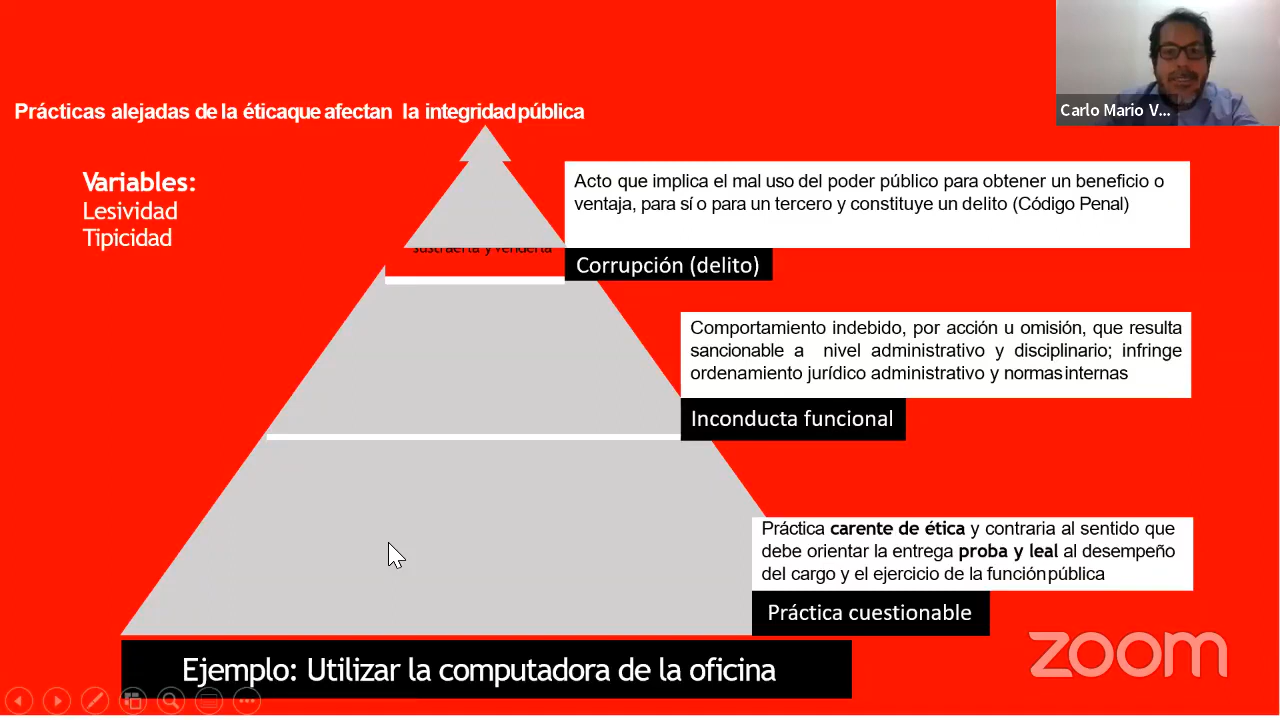 Carlo Mario V...
Prácticas alejadas de la éticaque afectan la integridad pública
Variables:
Lesividad
Tipicidad
Acto que implica el mal uso del poder público para obtener un beneficio o
ventaja, para sí o para un tercero y constituye un delito (Código Penal)
sustraerla y venderla
Corrupción (delito)
Comportamiento indebido, por acción u omisión, que resulta
sancionable a nivel administrativo y disciplinario; infringe
ordenamiento jurídico administrativo y normas internas
Inconducta funcional
Práctica carente de ética y contraria al sentido que
debe orientar la entrega proba y leal al desempeño
del cargo y el ejercicio de la función pública
Práctica cuestionable
Ejemplo: Utilizar la computadora de la oficina
zoom